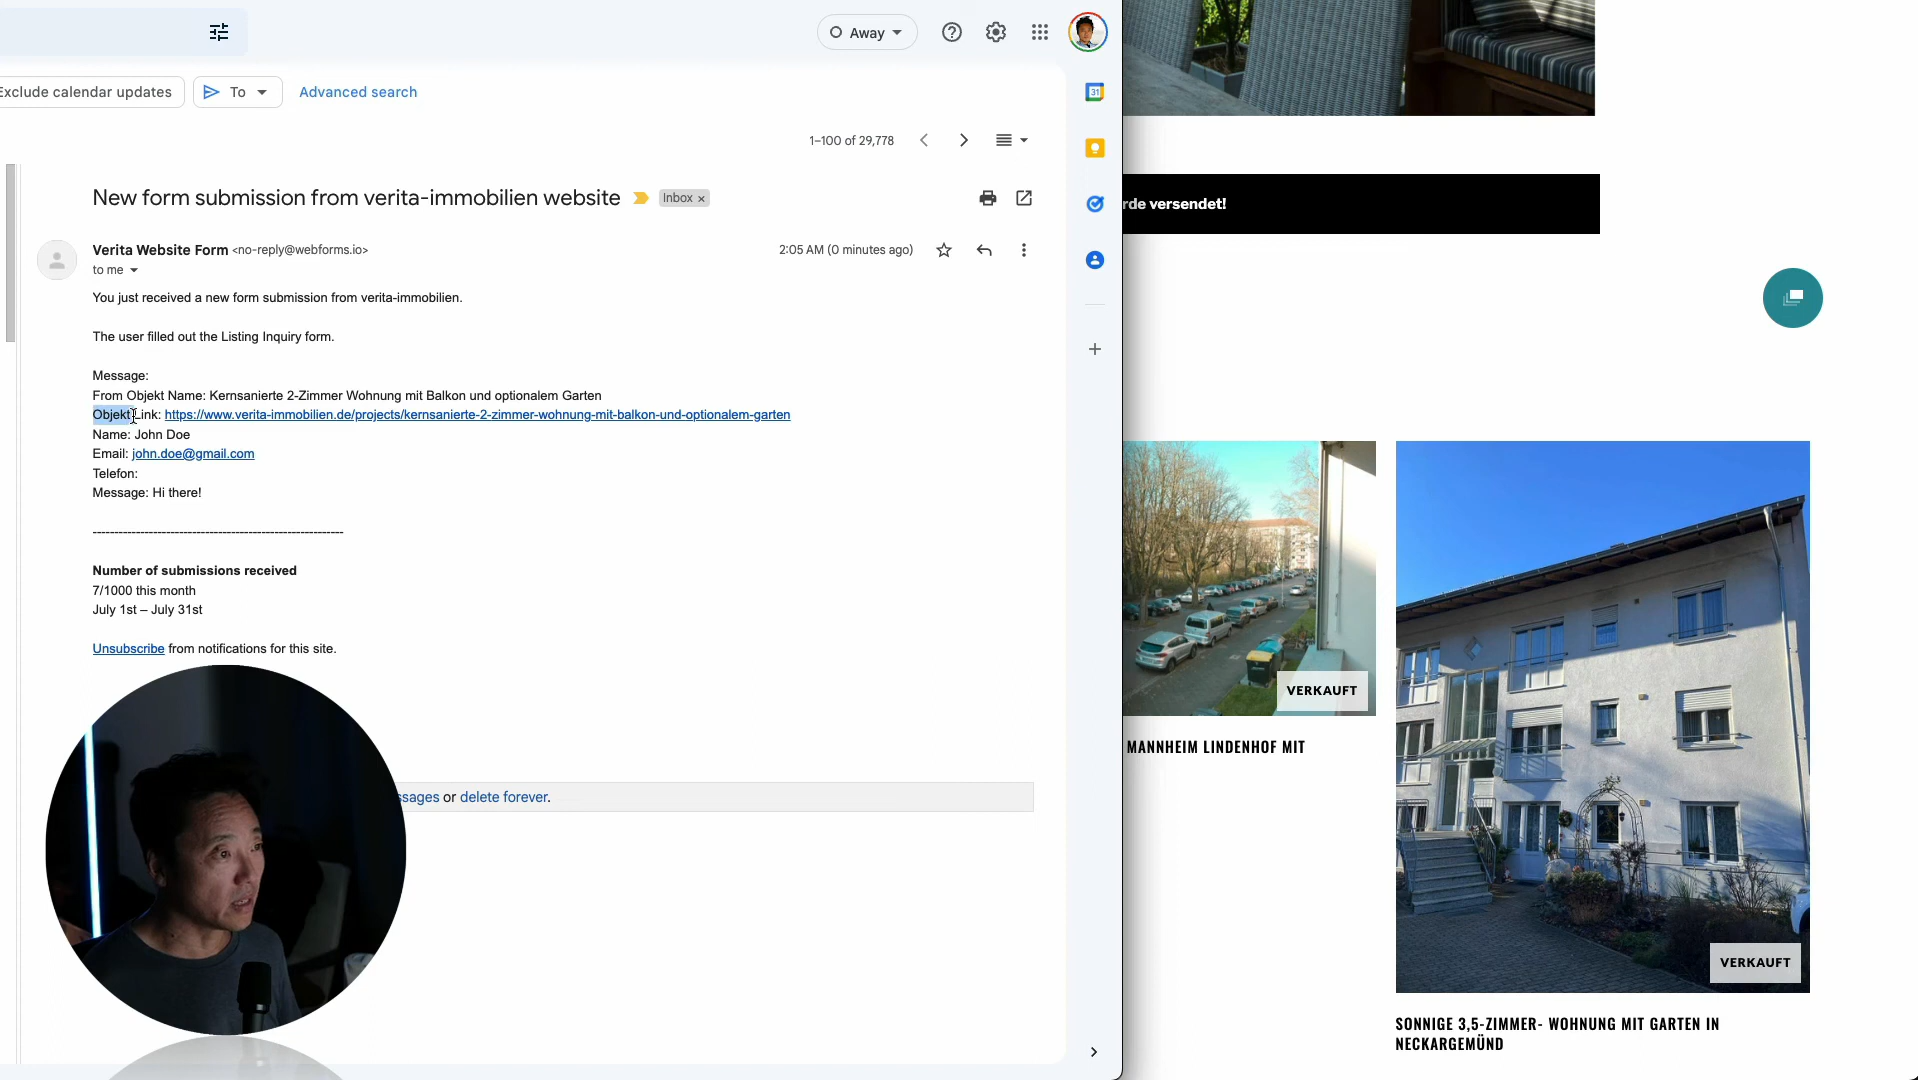 Away
Exclude calendar updates
To
Advanced search
1–100 of 29,778
31
New form submission from verita-immobilien website
Inbox x
Verita Website Form <no-reply@webforms.io>
2:05 AM (0 minutes ago)
to me
You just received a new form submission from verita-immobilien.
The user filled out the Listing Inquiry form.
Message:
From Objekt Name: Kernsanierte 2-Zimmer Wohnung mit Balkon und optionalem Garten
Objekt Link: https://www.verita-immobilien.de/projects/kernsanierte-2-zimmer-wohnung-mit-balkon-und-optionalem-garten
Name: John Doe
Email: john.doe@gmail.com
Telefon:
Message: Hi there!
----------------------------------------------------------
Number of submissions received
7/1000 this month
July 1st – July 31st
Unsubscribe from notifications for this site.
ssages or delete forever.
rde versendet!
VERKAUFT
MANNHEIM LINDENHOF MIT
VERKAUFT
SONNIGE 3,5-ZIMMER- WOHNUNG MIT GARTEN IN
NECKARGEMÜND